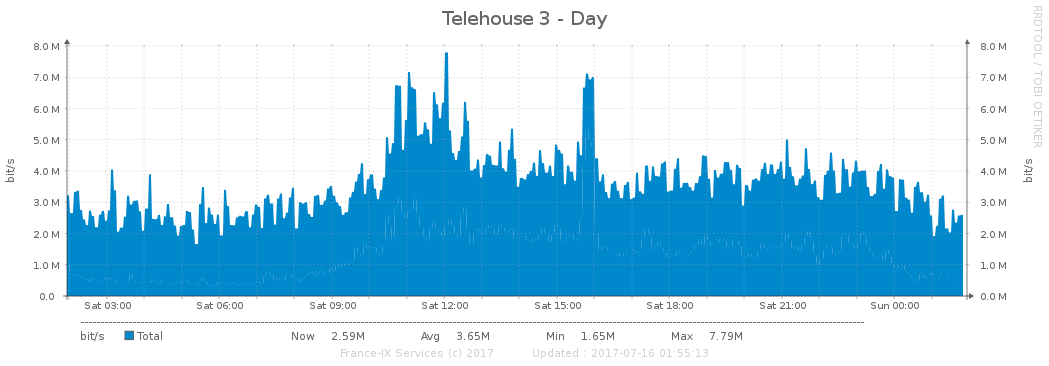 Telehouse 3 - Day
RRDTOOL / TOBI OETIKER
bit/s
8.0 M 8.0 M
7.0 M 7.0 M
6.0 M 6.0 M
5.0 M 5.0 M
4.0 M 4.0 M
3.0 M 3.0 M
2.0 M 2.0 M
1.0 M 1.0 M
0.0 0.0 M
bit/s
Sat 03:00 Sat 06:00 Sat 09:00 Sat 12:00 Sat 15:00 Sat 18:00 Sat 21:00 Sun 00:00
bit/s Total Now 2.59M Avg 3.65M Min 1.65M Max 7.79M
France-IX Services (c) 2017 Updated : 2017-07-16 01:55:13